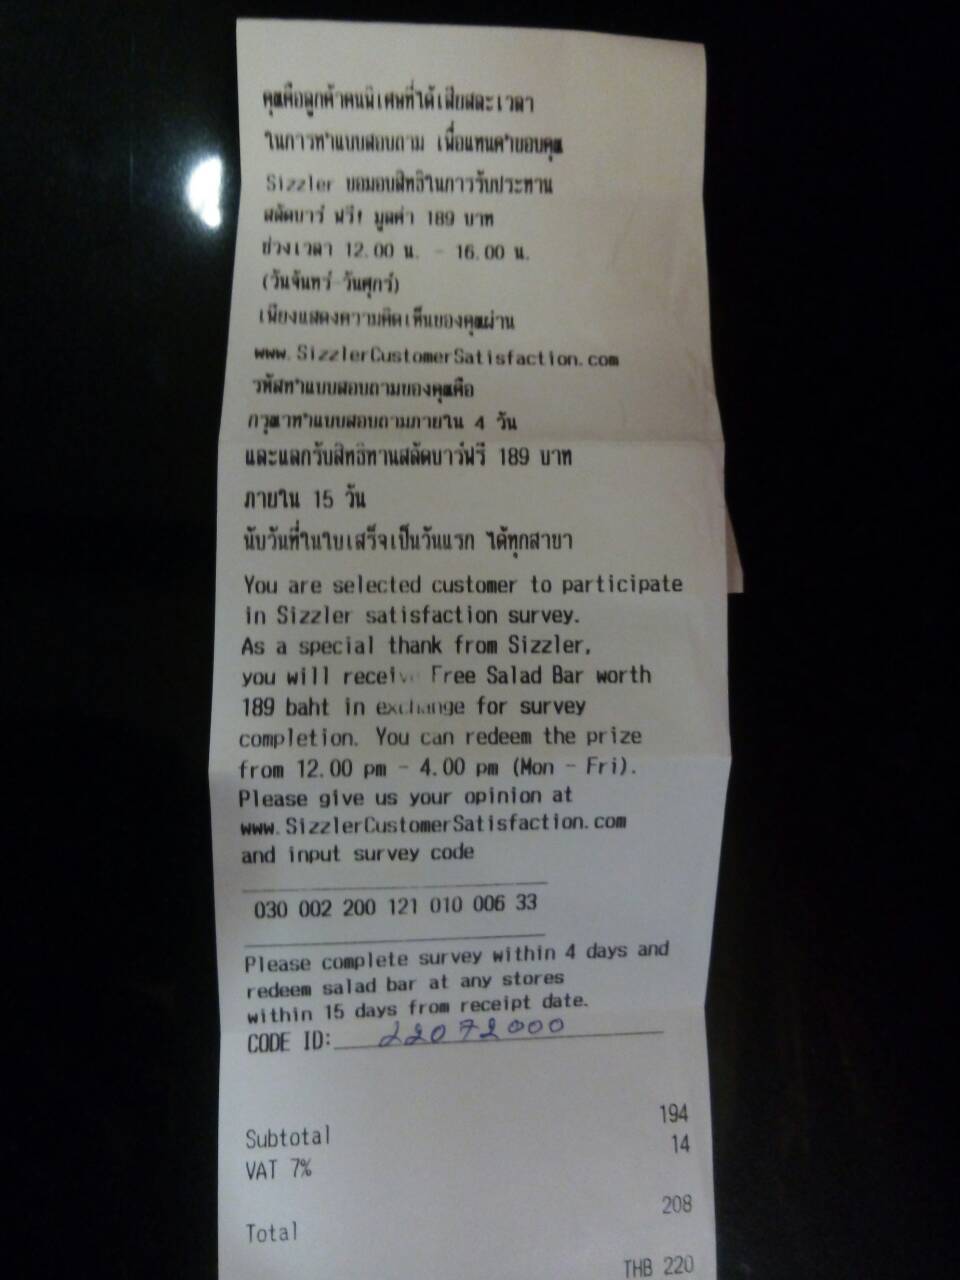 คุณคือลูกค้าคนพิเศษที่ได้เสียสละเวลา
ในการทำแบบสอบถาม เพื่อแทนคำขอบคุณ
Sizzler ขอมอบสิทธิในการรับประทาน
สลัดบาร์ ฟรี! มูลค่า 189 บาท
ช่วงเวลา 12.00 น. - 16.00 น.
(วันจันทร์-วันศุกร์)
เพียงแสดงความคิดเห็นของคุณผ่าน
www.SizzlerCustomerSatisfaction.com
รหัสทำแบบสอบถามของคุณคือ
กรุณาทำแบบสอบถามภายใน 4 วัน
และแลกรับสิทธิทานสลัดบาร์ฟรี 189 บาท
ภายใน 15 วัน
นับวันที่ในใบเสร็จเป็นวันแรก ได้ทุกสาขา
You are selected customer to participate
in Sizzler satisfaction survey.
As a special thank from Sizzler,
you will receive Free Salad Bar worth
189 baht in exchange for survey
completion. You can redeem the prize
from 12.00 pm - 4.00 pm (Mon - Fri).
Please give us your opinion at
www.SizzlerCustomerSatisfaction.com
and input survey code
030 002 200 121 010 006 33
Please complete survey within 4 days and
redeem salad bar at any stores
within 15 days from receipt date.
CODE ID: 22072000
Subtotal 194
VAT 7% 14
Total 208
THB 220